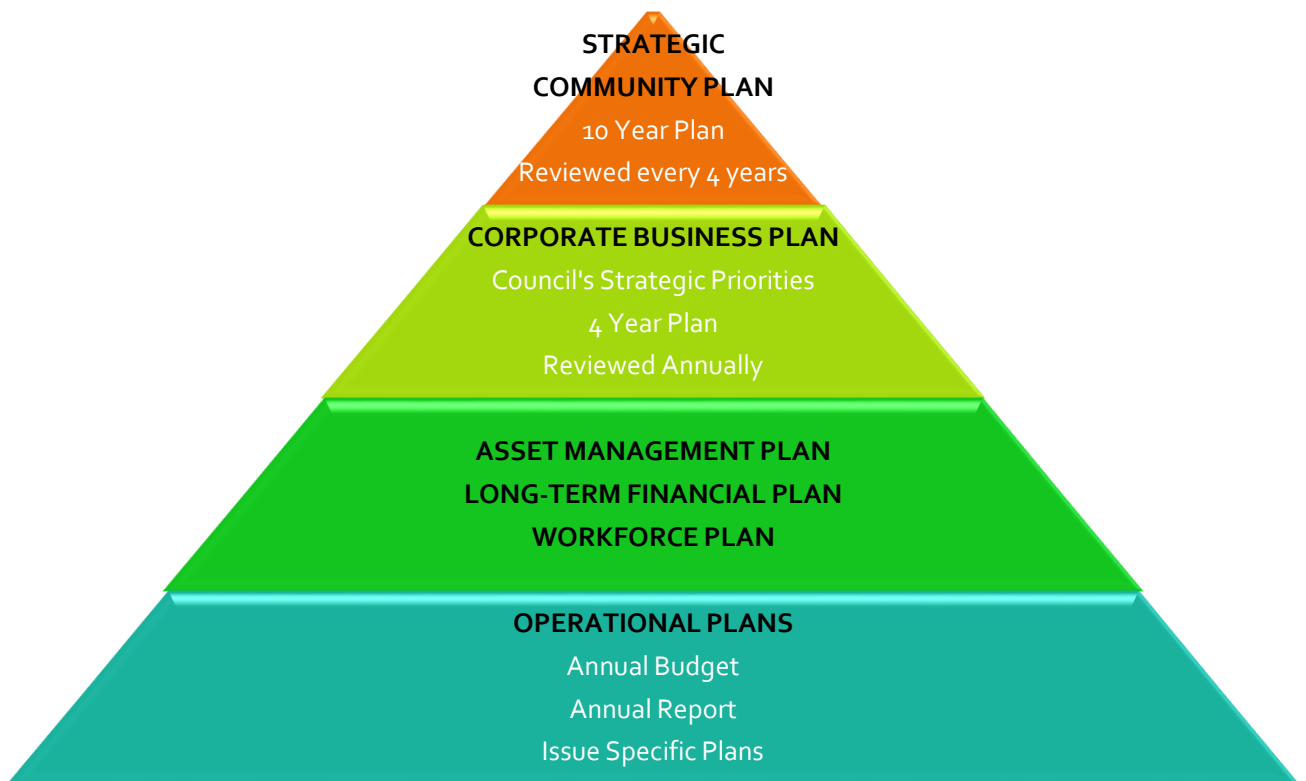 STRATEGIC
COMMUNITY PLAN
10 Year Plan
Reviewed every 4 years
CORPORATE BUSINESS PLAN
Council's Strategic Priorities
4 Year Plan
Reviewed Annually
ASSET MANAGEMENT PLAN
LONG-TERM FINANCIAL PLAN
WORKFORCE PLAN
OPERATIONAL PLANS
Annual Budget
Annual Report
Issue Specific Plans